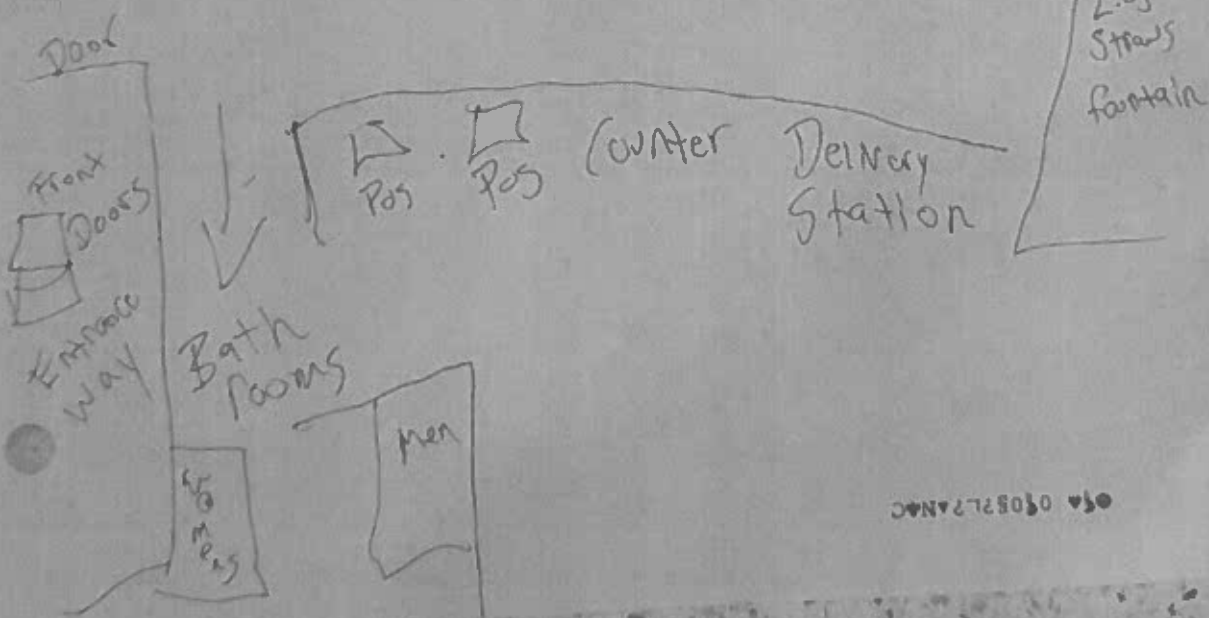 Door
Front
Doors
Entrance
way
Bath
rooms
Womens
Men
Pos
Pos
Counter
Delivery
Station
Straws
fountain